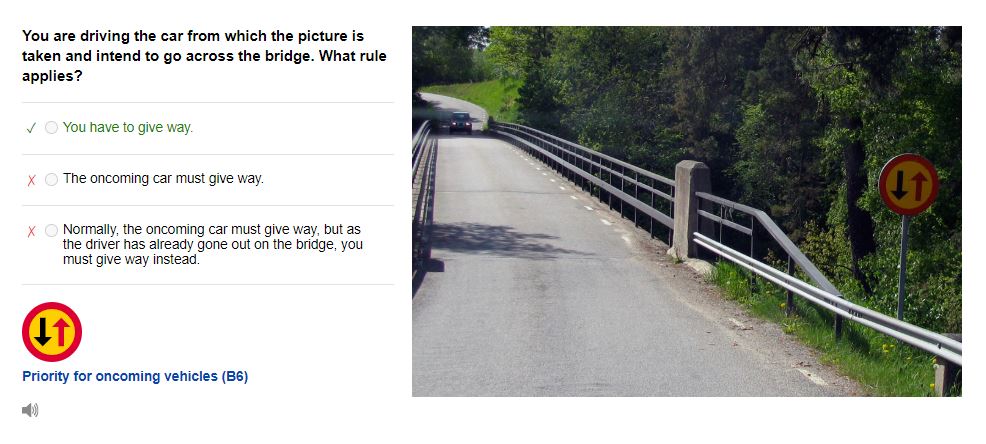 You are driving the car from which the picture is
taken and intend to go across the bridge. What rule
applies?
✓ You have to give way.
✗ The oncoming car must give way.
✗ Normally, the oncoming car must give way, but as
the driver has already gone out on the bridge, you
must give way instead.
Priority for oncoming vehicles (B6)